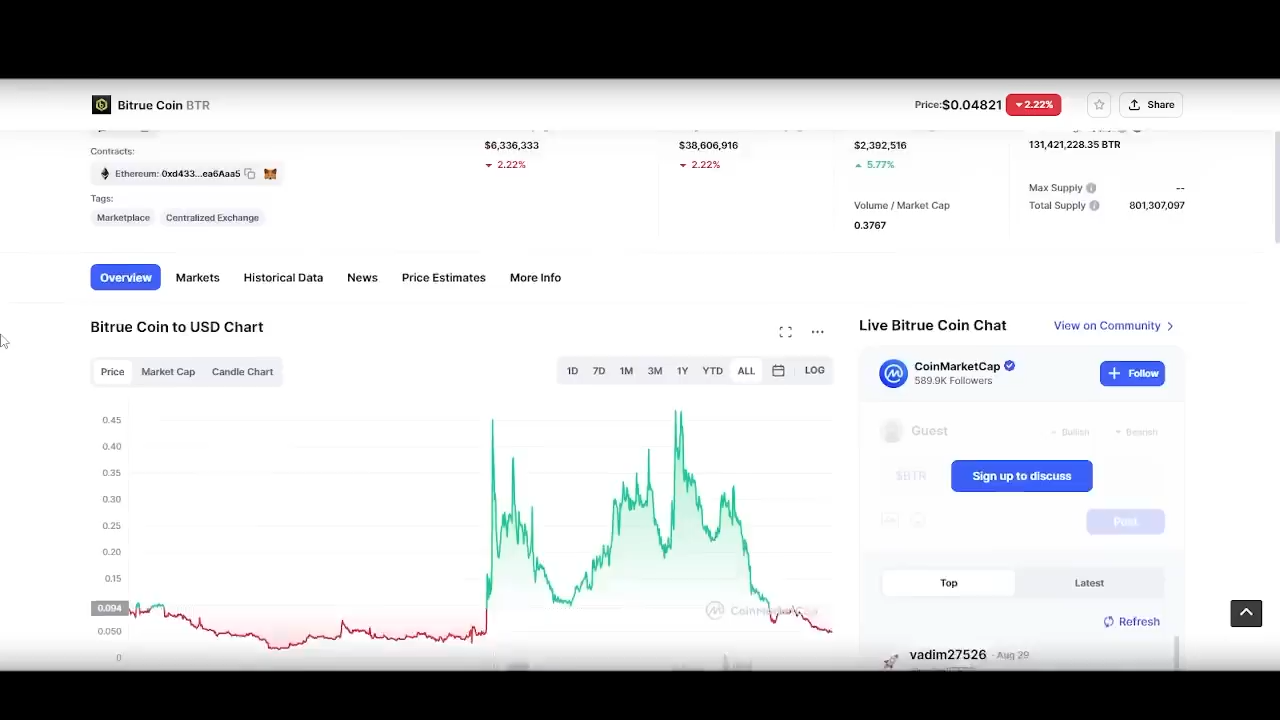 Bitrue Coin BTR
Price:$0.04821 2.22% Share
Contracts:
Ethereum: 0xd433...ea6Aaa5
Tags:
Marketplace Centralized Exchange
$6,336,333
2.22%
$38,606,916
2.22%
$2,392,516
5.77%
Volume / Market Cap
0.3767
131,421,228.35 BTR
Max Supply --
Total Supply 801,307,097
Overview Markets Historical Data News Price Estimates More Info
Bitrue Coin to USD Chart
Price Market Cap Candle Chart
1D 7D 1M 3M 1Y YTD ALL LOG
0.45
0.40
0.35
0.30
0.25
0.20
0.15
0.094
0.050
0
CoinMarketCap
Live Bitrue Coin Chat View on Community
CoinMarketCap
589.9K Followers
Follow
Guest Bullish Bearish
$BTR
Sign up to discuss
Post
Top Latest
Refresh
vadim27526 · Aug 29